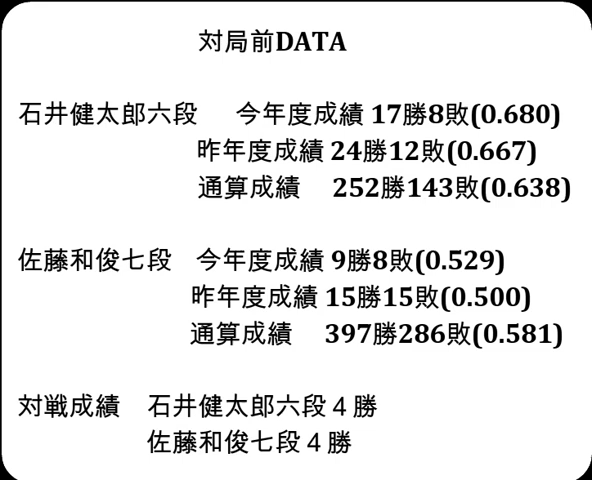 対局前DATA
石井健太郎六段 今年度成績 17勝8敗(0.680)
昨年度成績 24勝12敗(0.667)
通算成績 252勝143敗(0.638)
佐藤和俊七段 今年度成績 9勝8敗(0.529)
昨年度成績 15勝15敗(0.500)
通算成績 397勝286敗(0.581)
対戦成績 石井健太郎六段４勝
佐藤和俊七段４勝